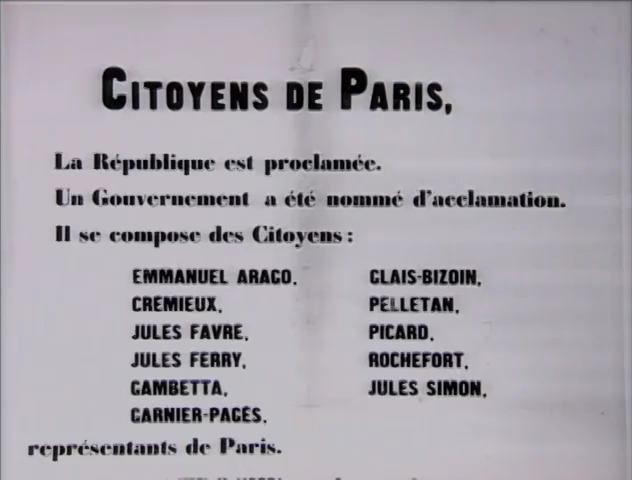 CITOYENS DE PARIS,
La République est proclamée.
Un Gouvernement a été nommé d'acclamation.
Il se compose des Citoyens :
EMMANUEL ARAGO, GLAIS-BIZOIN,
CREMIEUX, PELLETAN,
JULES FAVRE, PICARD,
JULES FERRY, ROCHEFORT,
GAMBETTA, JULES SIMON,
GARNIER-PAGÈS,
représentants de Paris.